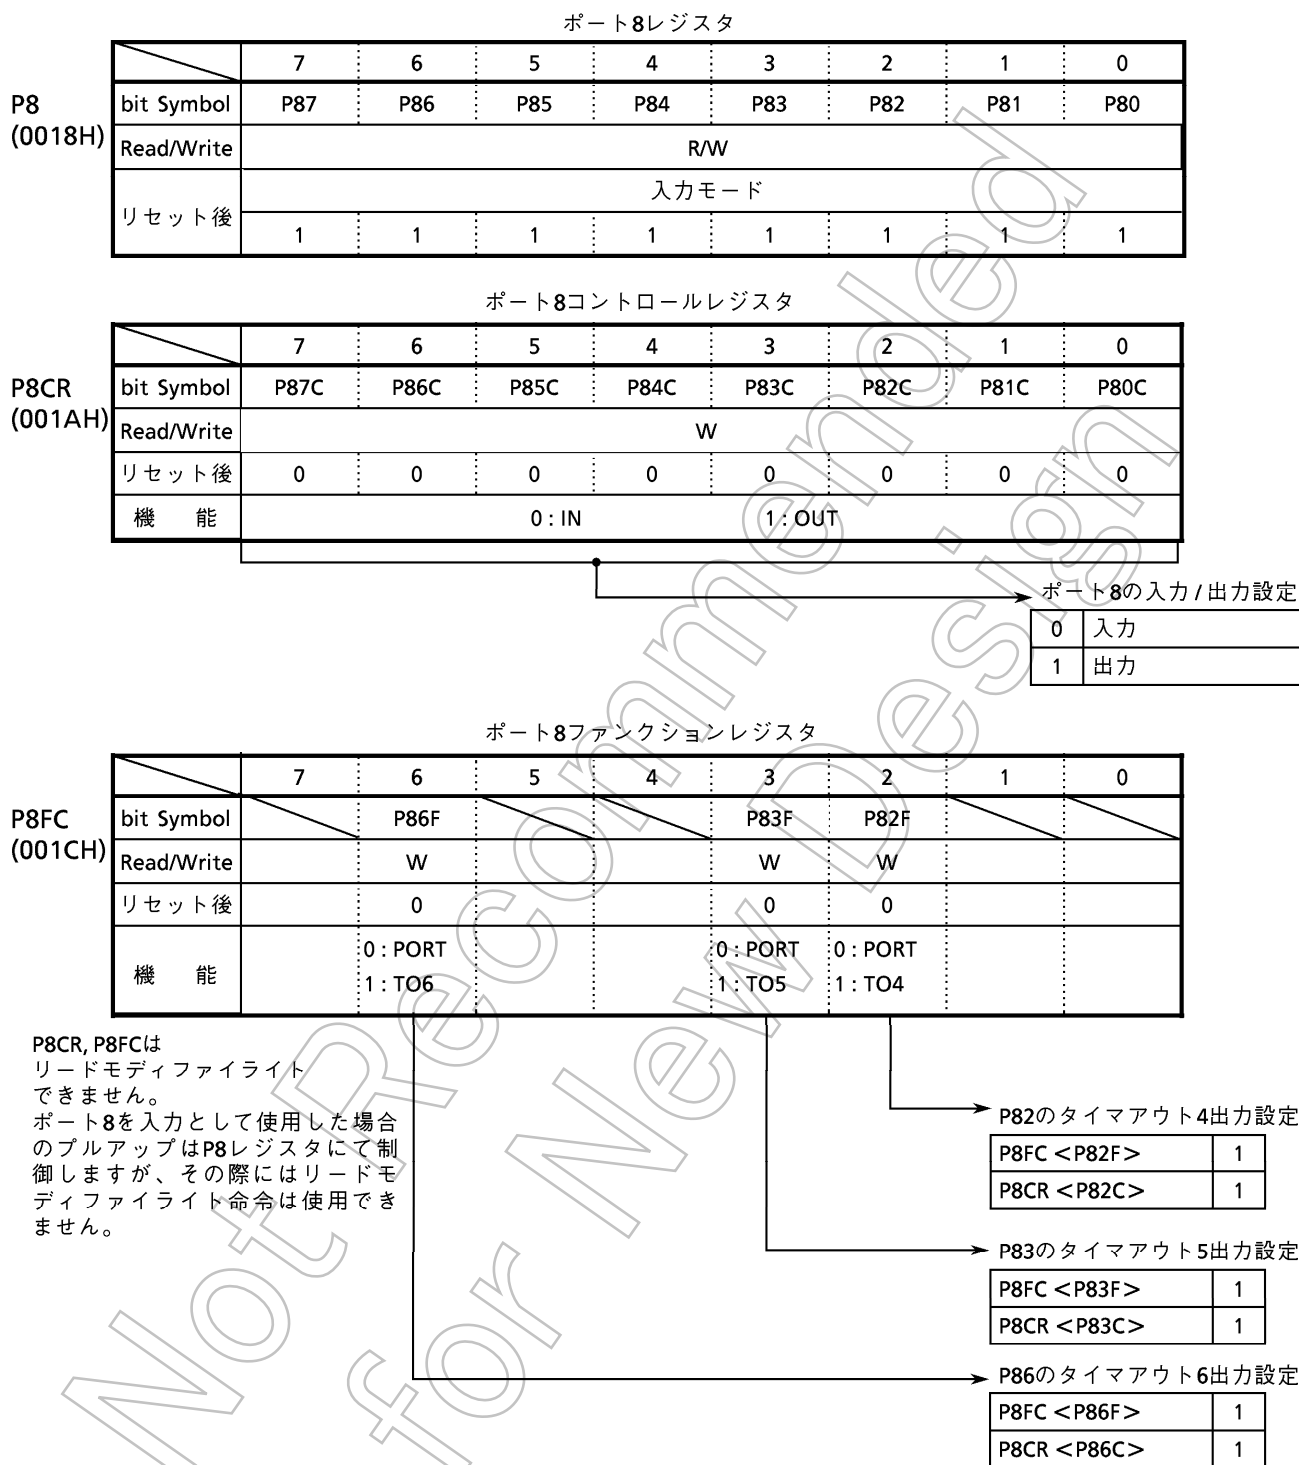 ポート8レジスタ
7 6 5 4 3 2 1 0
P8 (0018H)
bit Symbol P87 P86 P85 P84 P83 P82 P81 P80
Read/Write R/W
リセット後 入力モード
1 1 1 1 1 1 1 1
ポート8コントロールレジスタ
7 6 5 4 3 2 1 0
P8CR (001AH)
bit Symbol P87C P86C P85C P84C P83C P82C P81C P80C
Read/Write W
リセット後 0 0 0 0 0 0 0 0
機 能 0 : IN 1 : OUT
ポート8の入力 / 出力設定
0 入力
1 出力
ポート8ファンクションレジスタ
7 6 5 4 3 2 1 0
P8FC (001CH)
bit Symbol P86F P83F P82F
Read/Write W W W
リセット後 0 0 0
機 能 0 : PORT 0 : PORT 0 : PORT
1 : TO6 1 : TO5 1 : TO4
P8CR, P8FCは
リードモディファイライト
できません。
ポート8を入力として使用した場合
のプルアップはP8レジスタにて制
御しますが、その際にはリードモ
ディファイライト命令は使用でき
ません。
P82のタイマアウト4出力設定
P8FC <P82F> 1
P8CR <P82C> 1
P83のタイマアウト5出力設定
P8FC <P83F> 1
P8CR <P83C> 1
P86のタイマアウト6出力設定
P8FC <P86F> 1
P8CR <P86C> 1
Not Recommended
for New Design